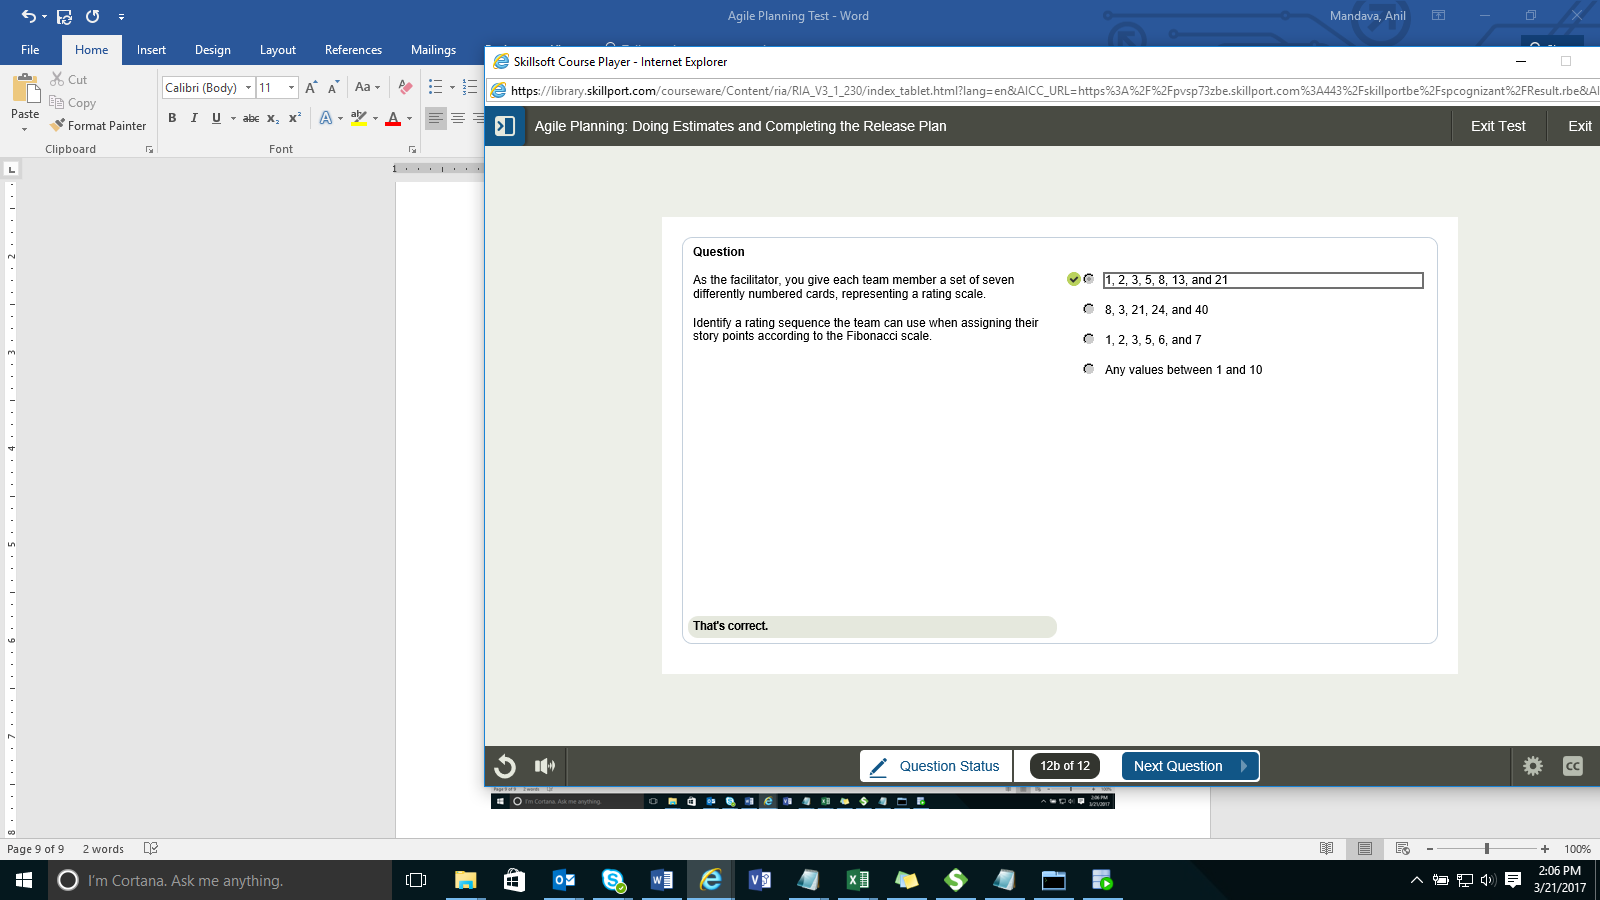 Agile Planning Test - Word
Mandava, Anil
File
Home
Insert
Design
Layout
References
Mailings
Cut
Copy
Paste
Format Painter
Clipboard
Calibri (Body)
11
Aa
B I U abc x₂ x²
A
Font
Skillsoft Course Player - Internet Explorer
https://library.skillport.com/courseware/Content/ria/RIA_V3_1_230/index_tablet.html?lang=en&AICC_URL=https%3A%2F%2Fpvsp73zbe.skillport.com%3A443%2Fskillportbe%2Fspcognizant%2FResult.rbe&AI
Agile Planning: Doing Estimates and Completing the Release Plan
Exit Test
Exit
Question
As the facilitator, you give each team member a set of seven
differently numbered cards, representing a rating scale.
Identify a rating sequence the team can use when assigning their
story points according to the Fibonacci scale.
1, 2, 3, 5, 8, 13, and 21
8, 3, 21, 24, and 40
1, 2, 3, 5, 6, and 7
Any values between 1 and 10
That's correct.
Question Status
12b of 12
Next Question
CC
Page 9 of 9
2 words
100%
I'm Cortana. Ask me anything.
2:06 PM
3/21/2017